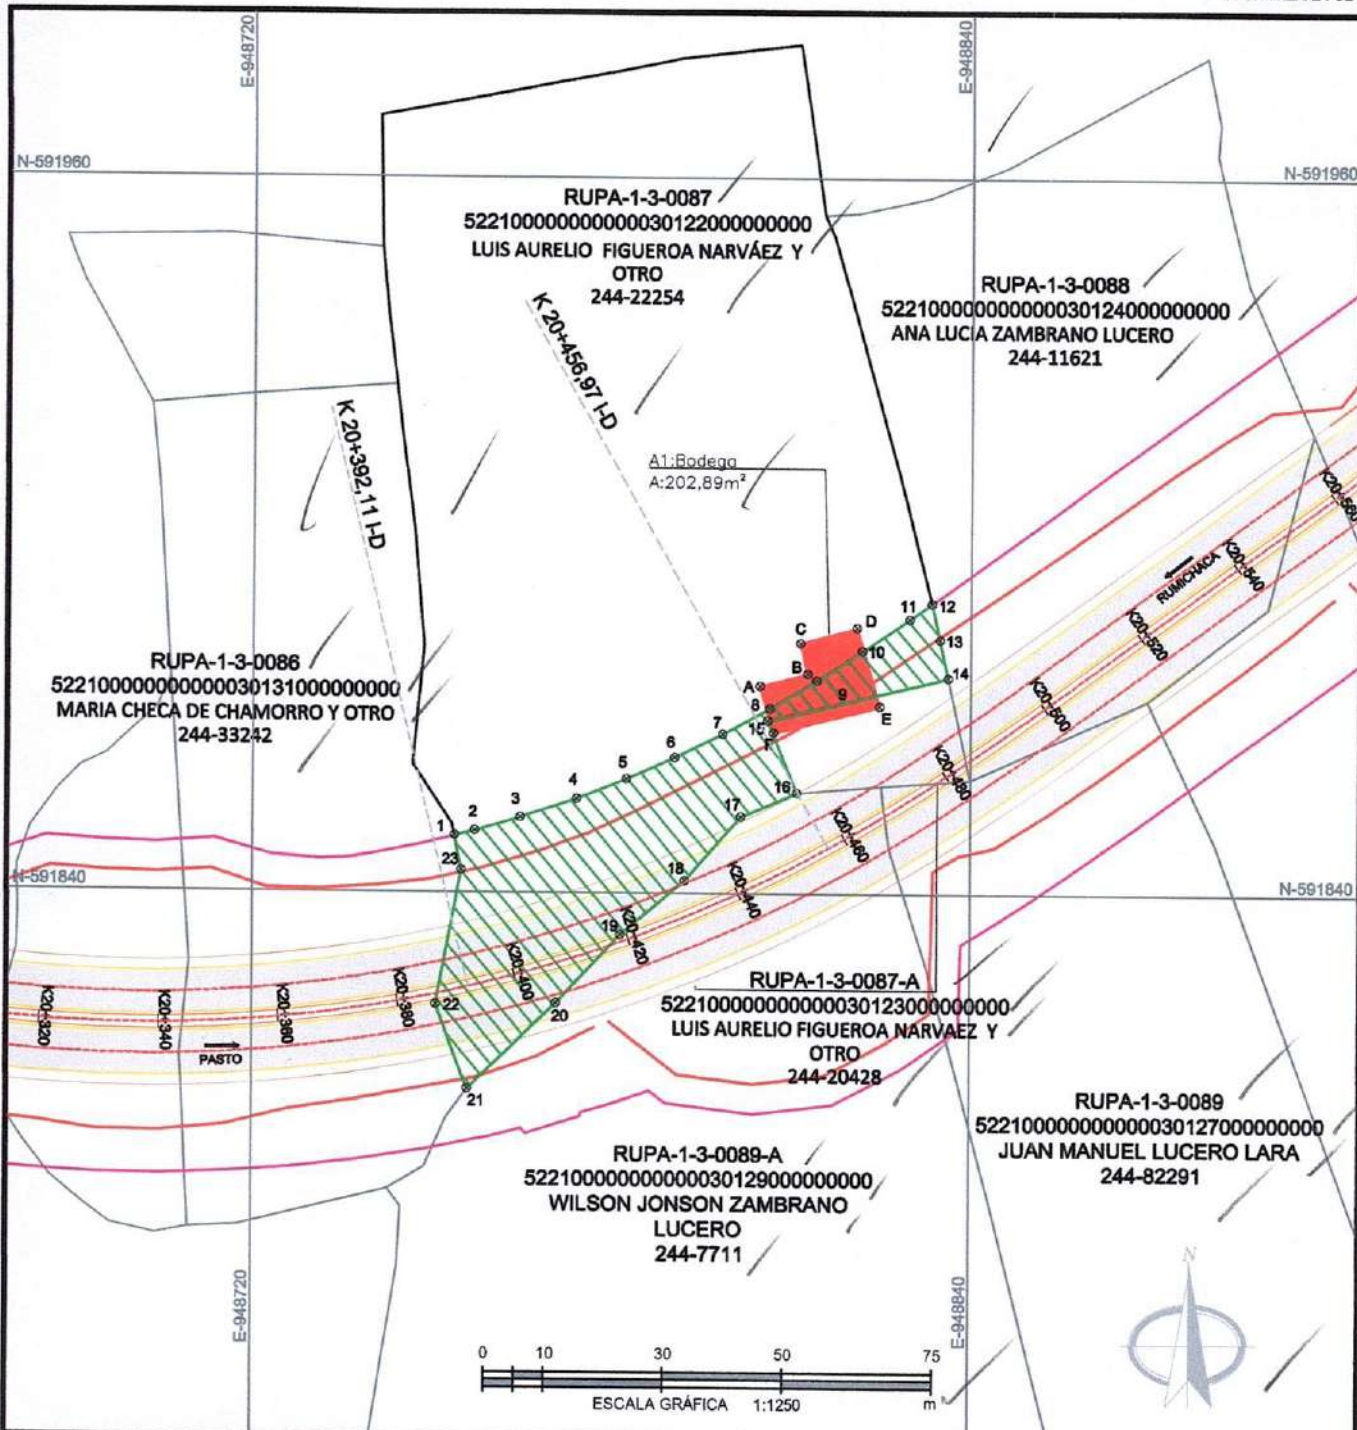 E-948720
E-948840
N-591960
N-591960
RUPA-1-3-0087
522100000000000030122000000000
LUIS AURELIO FIGUEROA NARVÁEZ Y
OTRO
244-22254
RUPA-1-3-0088
522100000000000030124000000000
ANA LUCIA ZAMBRANO LUCERO
244-11621
K 20+456,97 I-D
K 20+392,11 I-D
A1:Bodega
A:202,89m²
K20+560
K20+540
RUMICHACA
K20+520
K20+500
K20+480
K20+460
K20+440
K20+420
K20+400
K20+380
K20+360
K20+340
K20+320
PASTO
RUPA-1-3-0086
522100000000000030131000000000
MARIA CHECA DE CHAMORRO Y OTRO
244-33242
A
B
C
D
E
F
1
2
3
4
5
6
7
8
9
10
11
12
13
14
15
16
17
18
19
20
21
22
23
N-591840
N-591840
RUPA-1-3-0087-A
522100000000000030123000000000
LUIS AURELIO FIGUEROA NARVAEZ Y
OTRO
244-20428
RUPA-1-3-0089
522100000000000030127000000000
JUAN MANUEL LUCERO LARA
244-82291
RUPA-1-3-0089-A
522100000000000030129000000000
WILSON JONSON ZAMBRANO
LUCERO
244-7711
E-948720
E-948840
N
0 10 30 50 75
ESCALA GRÁFICA 1:1250 m